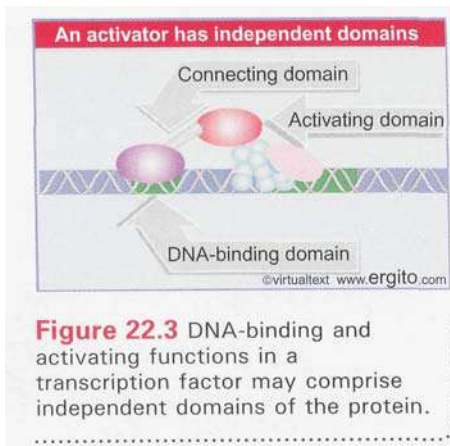 An activator has independent domains
Connecting domain
Activating domain
DNA-binding domain
©virtualtext www.ergito.com
Figure 22.3 DNA-binding and
activating functions in a
transcription factor may comprise
independent domains of the protein.